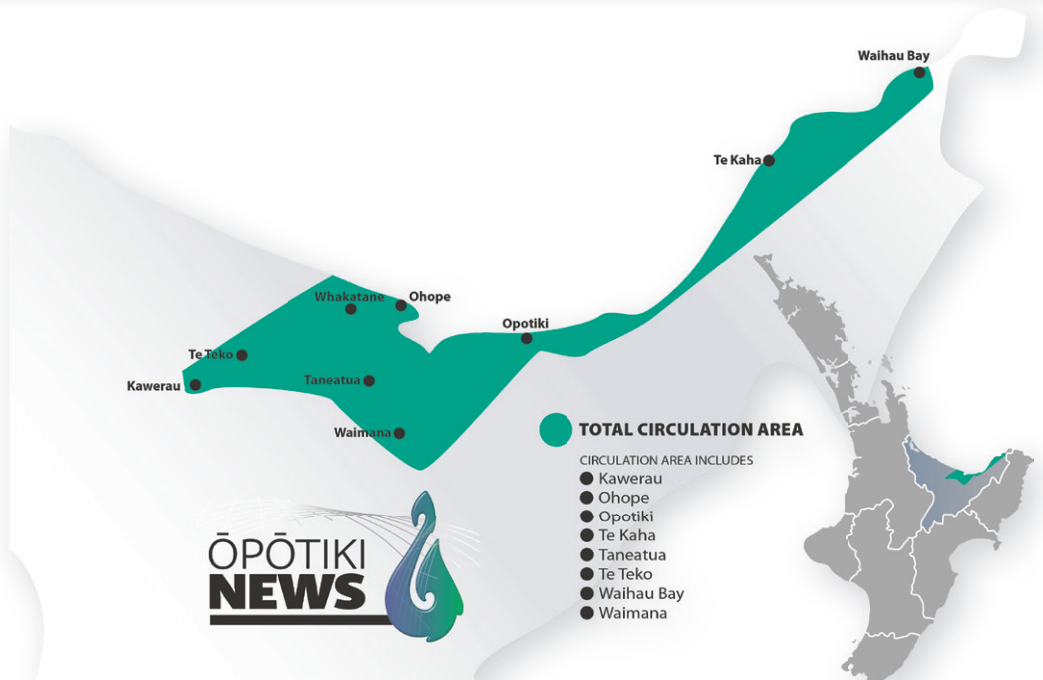 Waihau Bay
Te Kaha
Whakatane
Ohope
Opotiki
Te Teko
Kawerau
Taneatua
Waimana
TOTAL CIRCULATION AREA
CIRCULATION AREA INCLUDES
Kawerau
Ohope
Opotiki
Te Kaha
Taneatua
Te Teko
Waihau Bay
Waimana
ŌPŌTIKI
NEWS